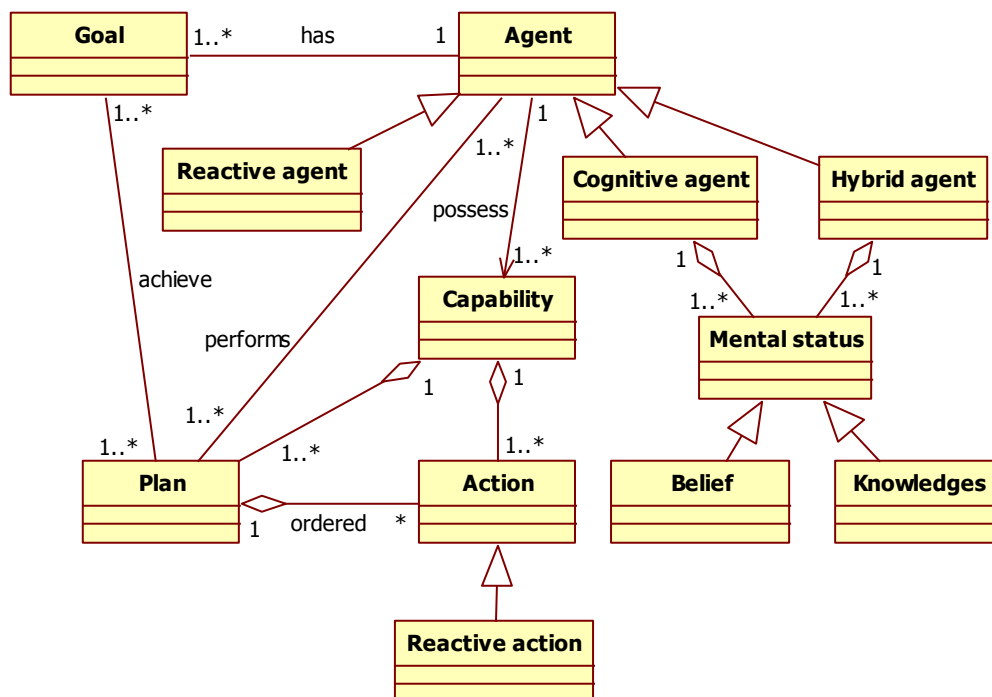 Goal
1..*
has
1
Agent
1..*
1..*
1
Reactive agent
Cognitive agent
Hybrid agent
possess
1..*
1
1
achieve
Capability
1..*
1..*
Mental status
performs
1
1
1..*
1..*
1..*
1..*
Plan
Action
Belief
Knowledges
1
ordered
*
Reactive action